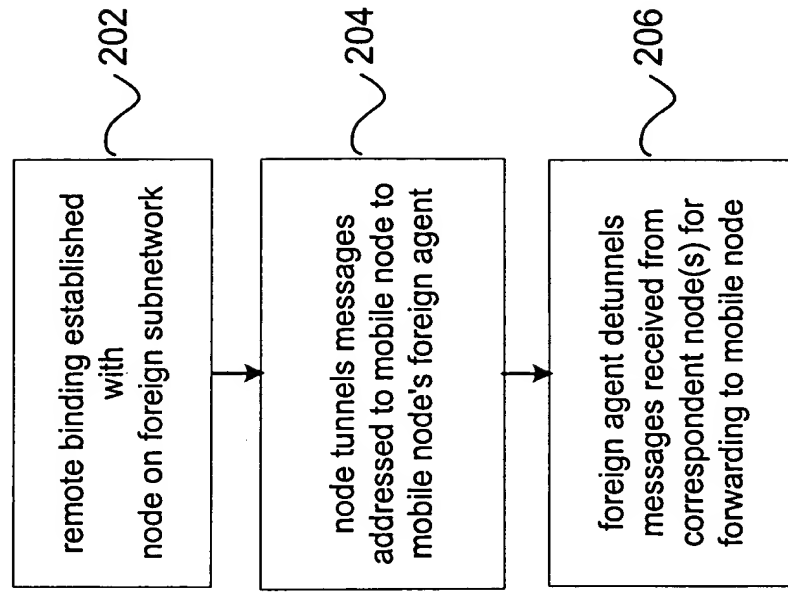 remote binding established
with
node on foreign subnetwork
202
node tunnels messages
addressed to mobile node to
mobile node's foreign agent
204
foreign agent detunnels
messages received from
correspondent node(s) for
forwarding to mobile node
206